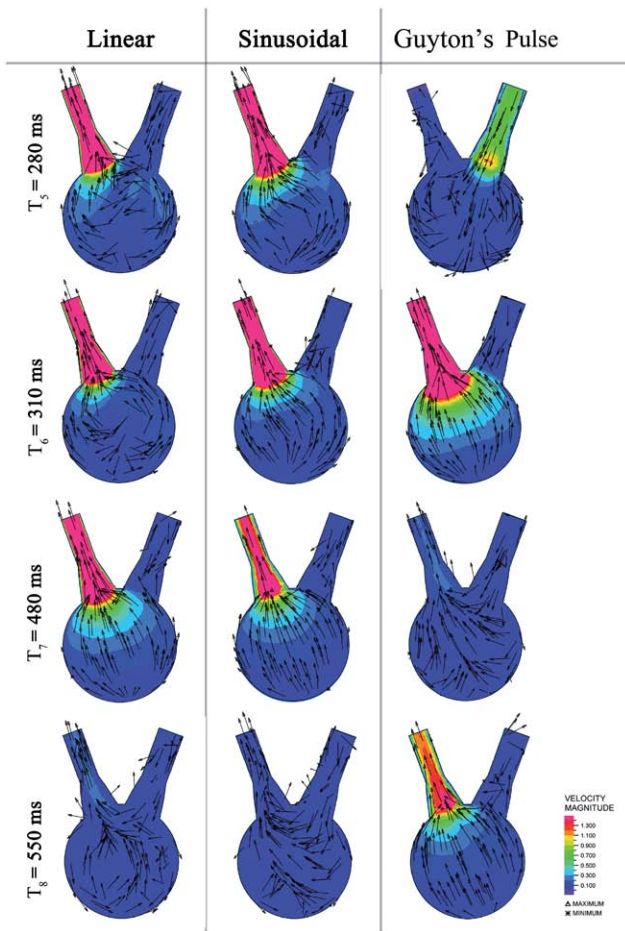 Linear Sinusoidal Guyton's Pulse
T5 = 280 ms
T6 = 310 ms
T7 = 480 ms
T8 = 550 ms
VELOCITY
MAGNITUDE
1.300
1.100
0.900
0.700
0.500
0.300
0.100
MAXIMUM
MINIMUM